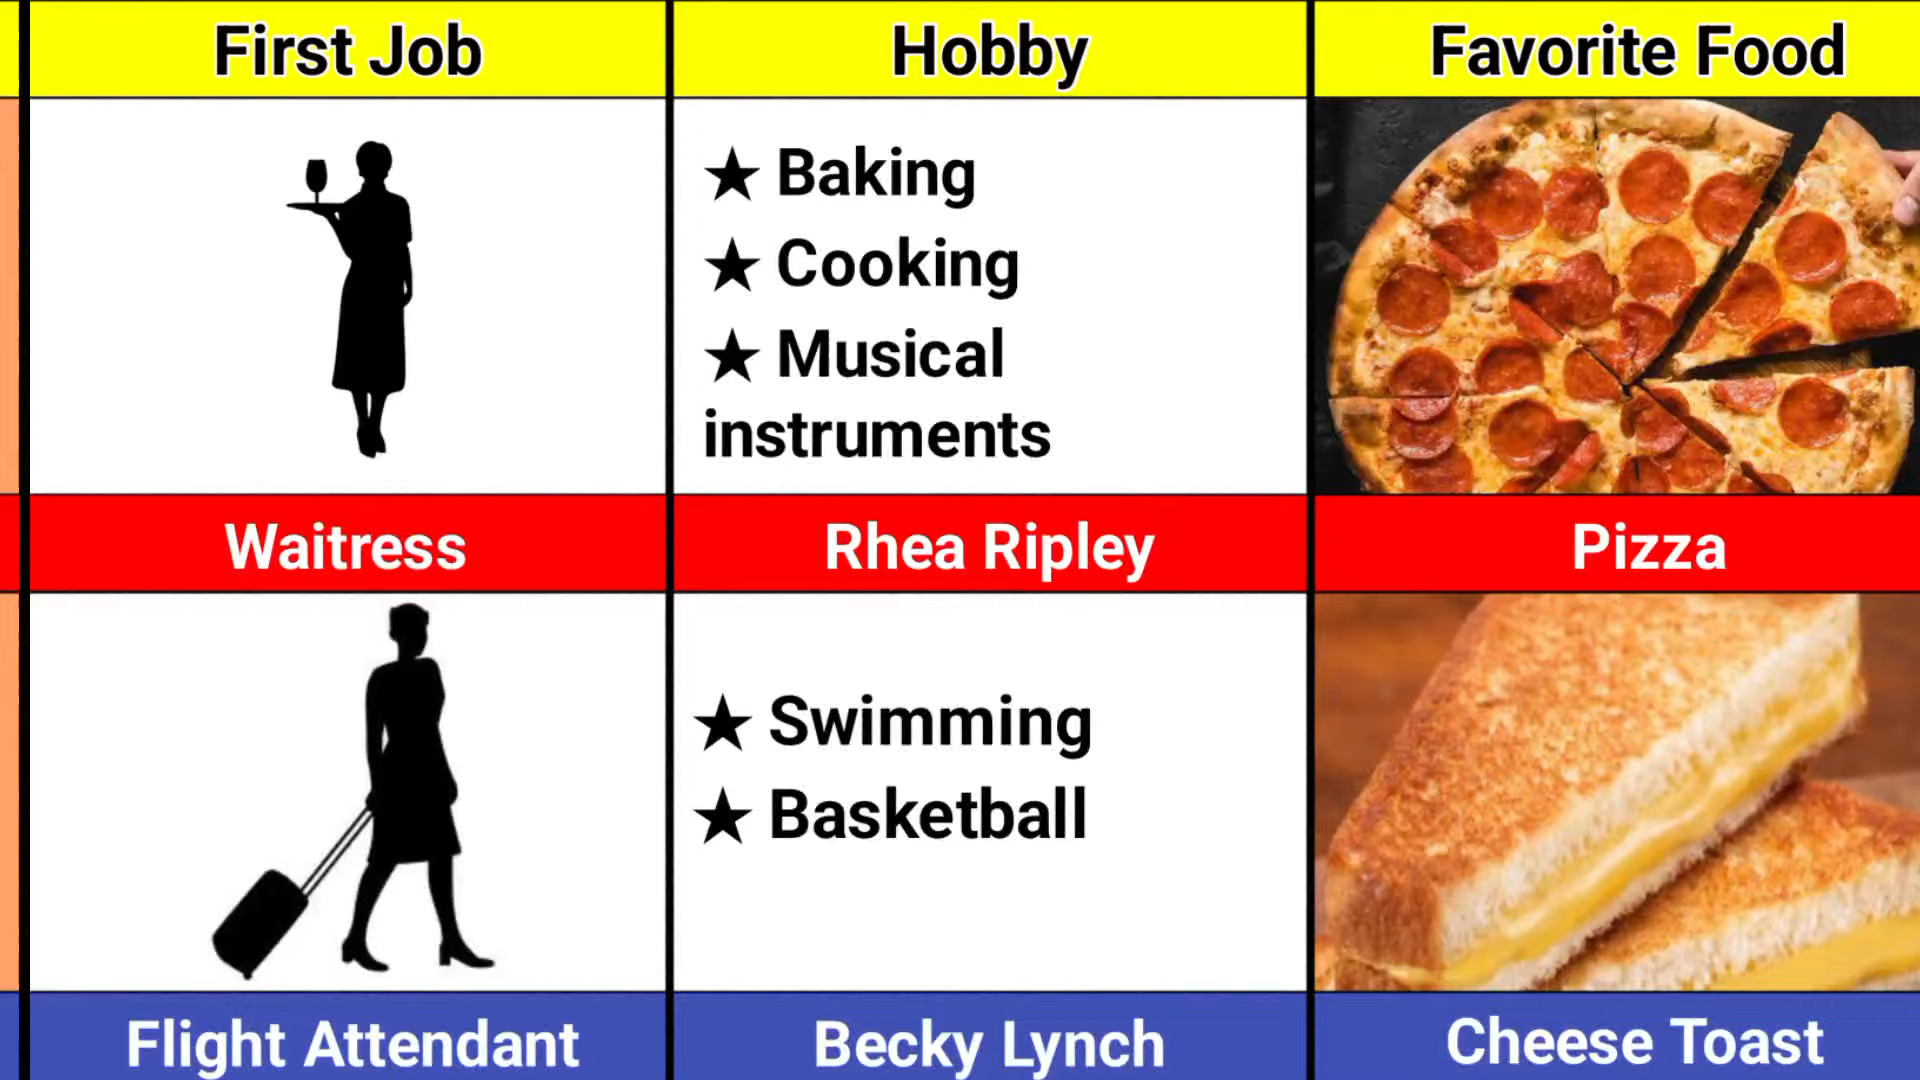 First Job
Hobby
Favorite Food
★ Baking
★ Cooking
★ Musical
instruments
Waitress
Rhea Ripley
Pizza
★ Swimming
★ Basketball
Flight Attendant
Becky Lynch
Cheese Toast